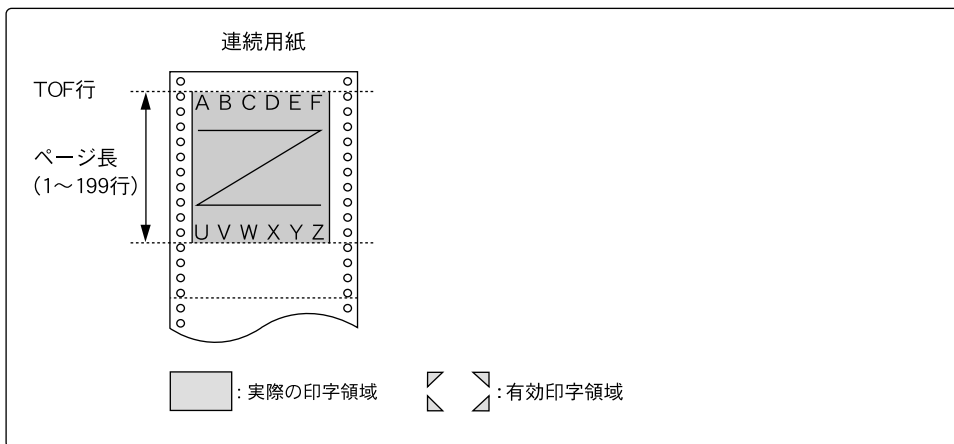 連続用紙
TOF行
A B C D E F
ページ長
(1〜199行)
U V W X Y Z
: 実際の印字領域
: 有効印字領域